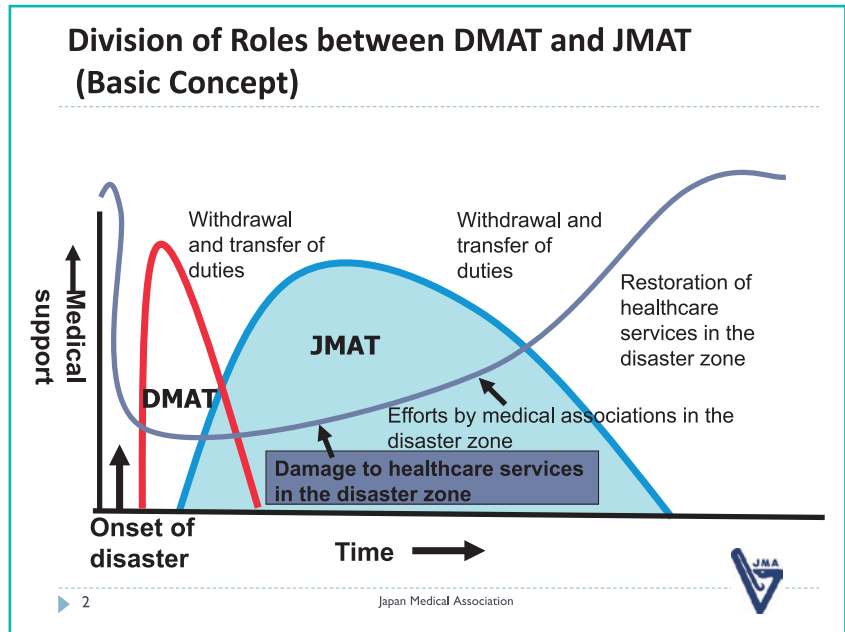 Division of Roles between DMAT and JMAT
(Basic Concept)
Withdrawal
and transfer of
duties
Withdrawal and
transfer of
duties
Restoration of
healthcare
services in the
disaster zone
Medical
support
JMAT
DMAT
Efforts by medical associations in the
disaster zone
Damage to healthcare services
in the disaster zone
Onset of
disaster
Time
2
Japan Medical Association
JMA